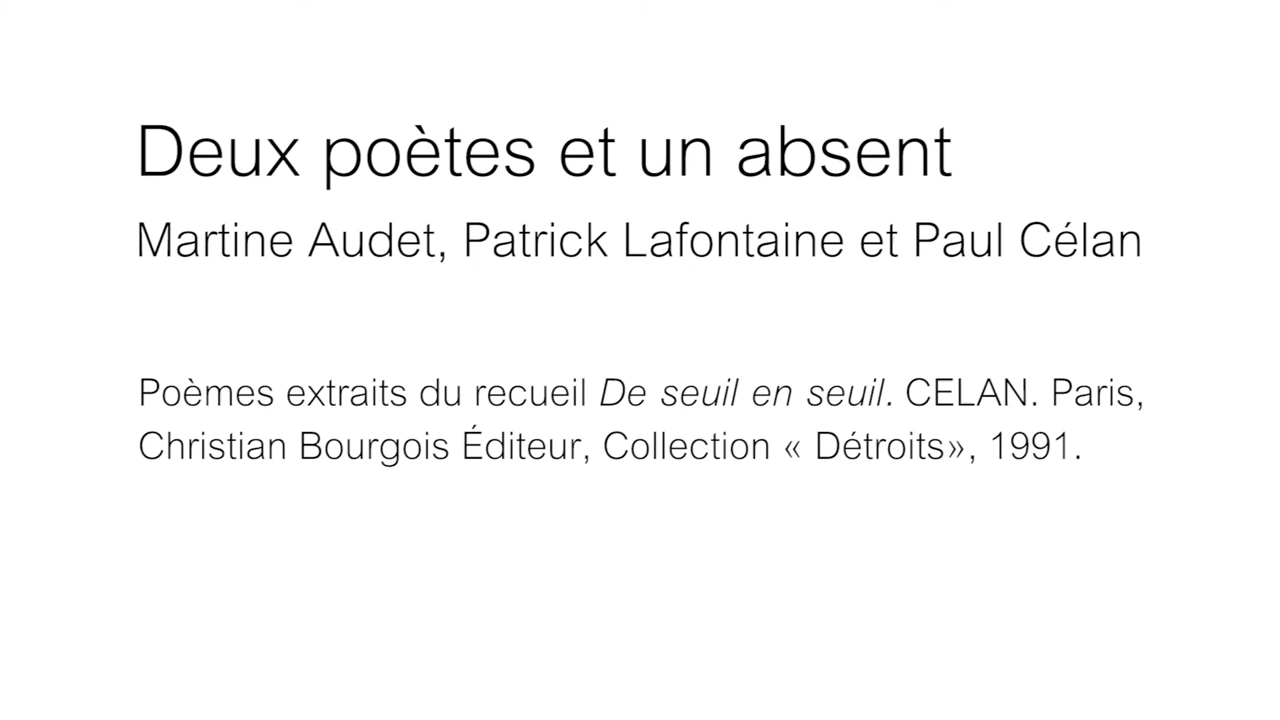 Deux poètes et un absent
Martine Audet, Patrick Lafontaine et Paul Célan
Poèmes extraits du recueil De seuil en seuil. CELAN. Paris,
Christian Bourgois Éditeur, Collection « Détroits», 1991.